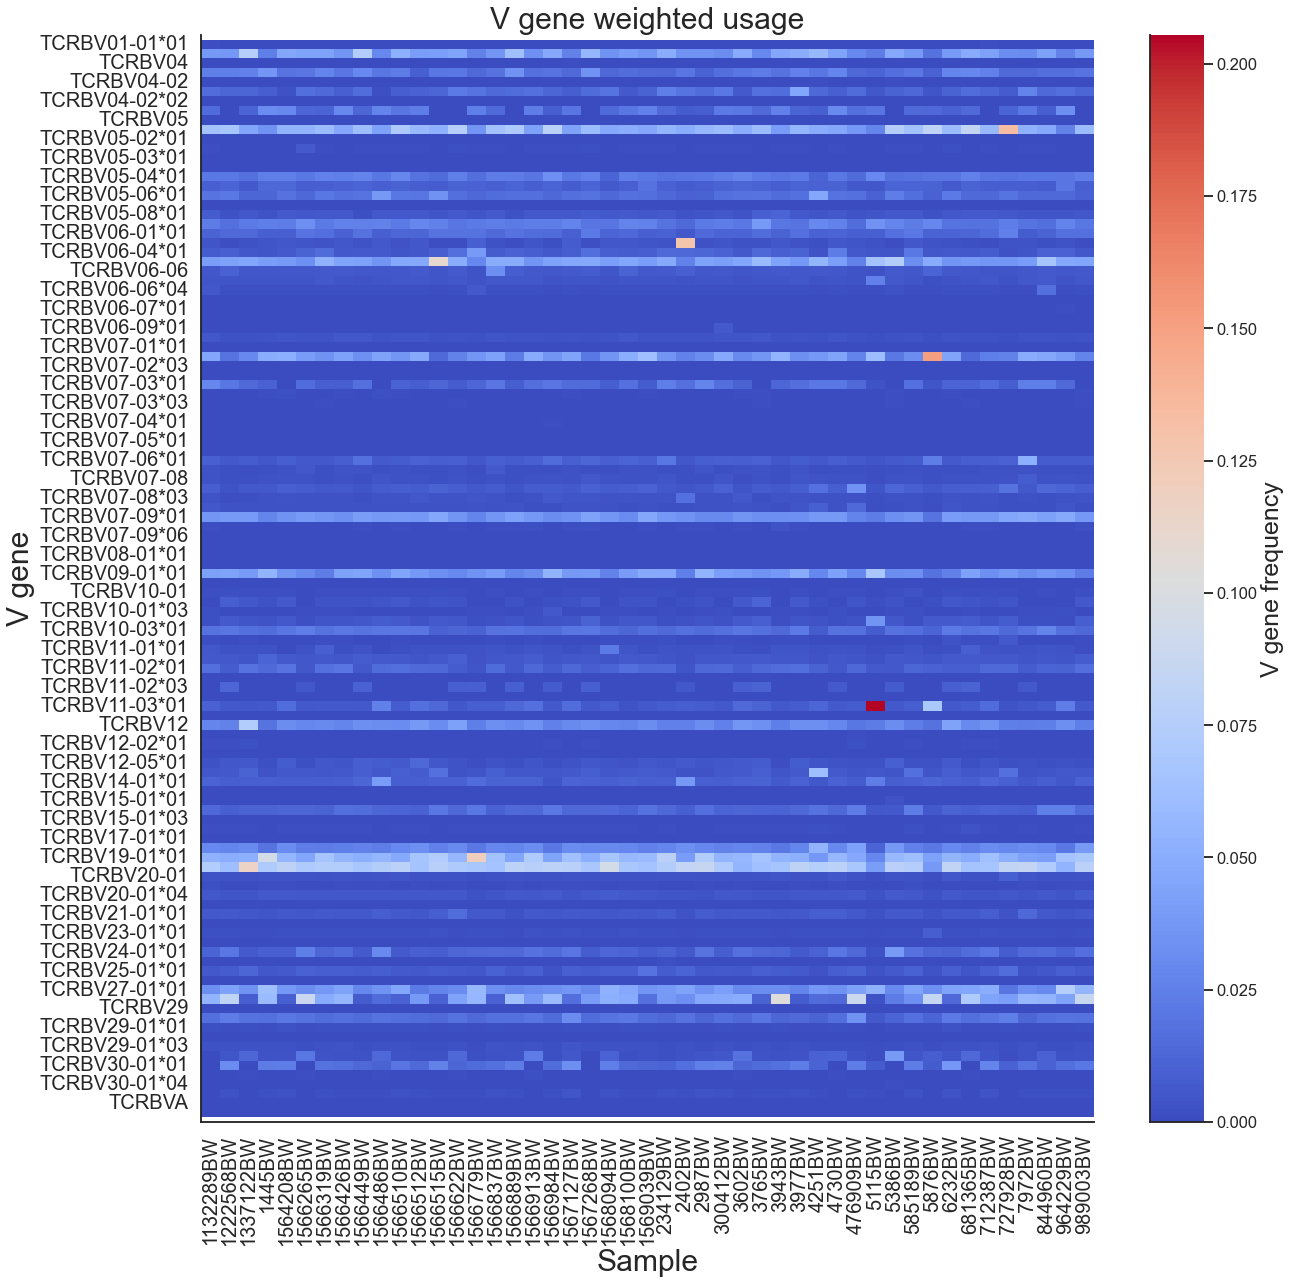 V gene weighted usage
TCRBV01-01*01
TCRBV04
TCRBV04-02
TCRBV04-02*02
TCRBV05
TCRBV05-02*01
TCRBV05-03*01
TCRBV05-04*01
TCRBV05-06*01
TCRBV05-08*01
TCRBV06-01*01
TCRBV06-04*01
TCRBV06-06
TCRBV06-06*04
TCRBV06-07*01
TCRBV06-09*01
TCRBV07-01*01
TCRBV07-02*03
TCRBV07-03*01
TCRBV07-03*03
TCRBV07-04*01
TCRBV07-05*01
TCRBV07-06*01
TCRBV07-08
TCRBV07-08*03
TCRBV07-09*01
TCRBV07-09*06
TCRBV08-01*01
TCRBV09-01*01
TCRBV10-01
TCRBV10-01*03
TCRBV10-03*01
TCRBV11-01*01
TCRBV11-02*01
TCRBV11-02*03
TCRBV11-03*01
TCRBV12
TCRBV12-02*01
TCRBV12-05*01
TCRBV14-01*01
TCRBV15-01*01
TCRBV15-01*03
TCRBV17-01*01
TCRBV19-01*01
TCRBV20-01
TCRBV20-01*04
TCRBV21-01*01
TCRBV23-01*01
TCRBV24-01*01
TCRBV25-01*01
TCRBV27-01*01
TCRBV29
TCRBV29-01*01
TCRBV29-01*03
TCRBV30-01*01
TCRBV30-01*04
TCRBVA
V gene
1132289BW
1222568BW
1337122BW
1445BW
1564208BW
1566265BW
1566319BW
1566426BW
1566449BW
1566486BW
1566510BW
1566512BW
1566515BW
1566622BW
1566779BW
1566837BW
1566889BW
1566913BW
1566984BW
1567127BW
1567268BW
1568094BW
1568100BW
1569039BW
234129BW
2402BW
2987BW
300412BW
3602BW
3765BW
3943BW
3977BW
4251BW
4730BW
476909BW
5115BW
5386BW
585189BW
5876BW
6232BW
681365BW
712387BW
727928BW
7972BW
844960BW
964229BW
989003BW
Sample
0.200
0.175
0.150
0.125
0.100
0.075
0.050
0.025
0.000
V gene frequency